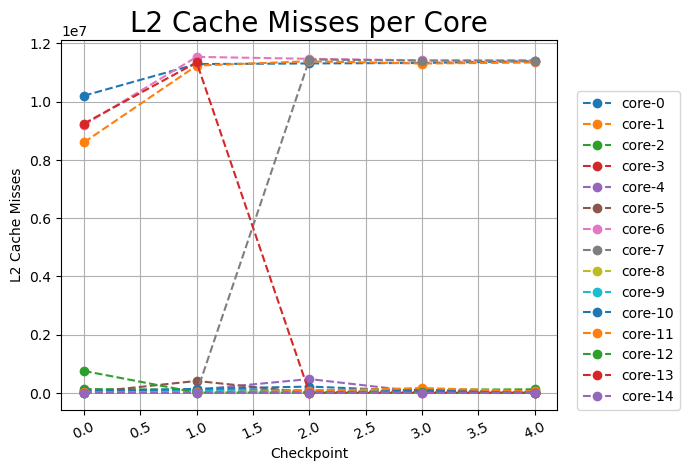 L2 Cache Misses per Core
1e7
1.2
1.0
0.8
0.6
0.4
0.2
0.0
L2 Cache Misses
0.0 0.5 1.0 1.5 2.0 2.5 3.0 3.5 4.0
Checkpoint
core-0
core-1
core-2
core-3
core-4
core-5
core-6
core-7
core-8
core-9
core-10
core-11
core-12
core-13
core-14